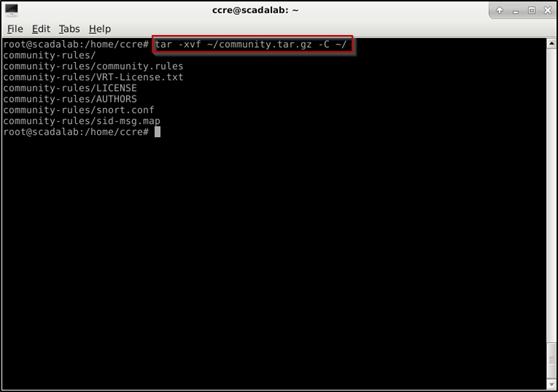 ccre@scadalab: ~
File Edit Tabs Help
root@scadalab:/home/ccre# tar -xvf ~/community.tar.gz -C ~/
community-rules/
community-rules/community.rules
community-rules/VRT-License.txt
community-rules/LICENSE
community-rules/AUTHORS
community-rules/snort.conf
community-rules/sid-msg.map
root@scadalab:/home/ccre#